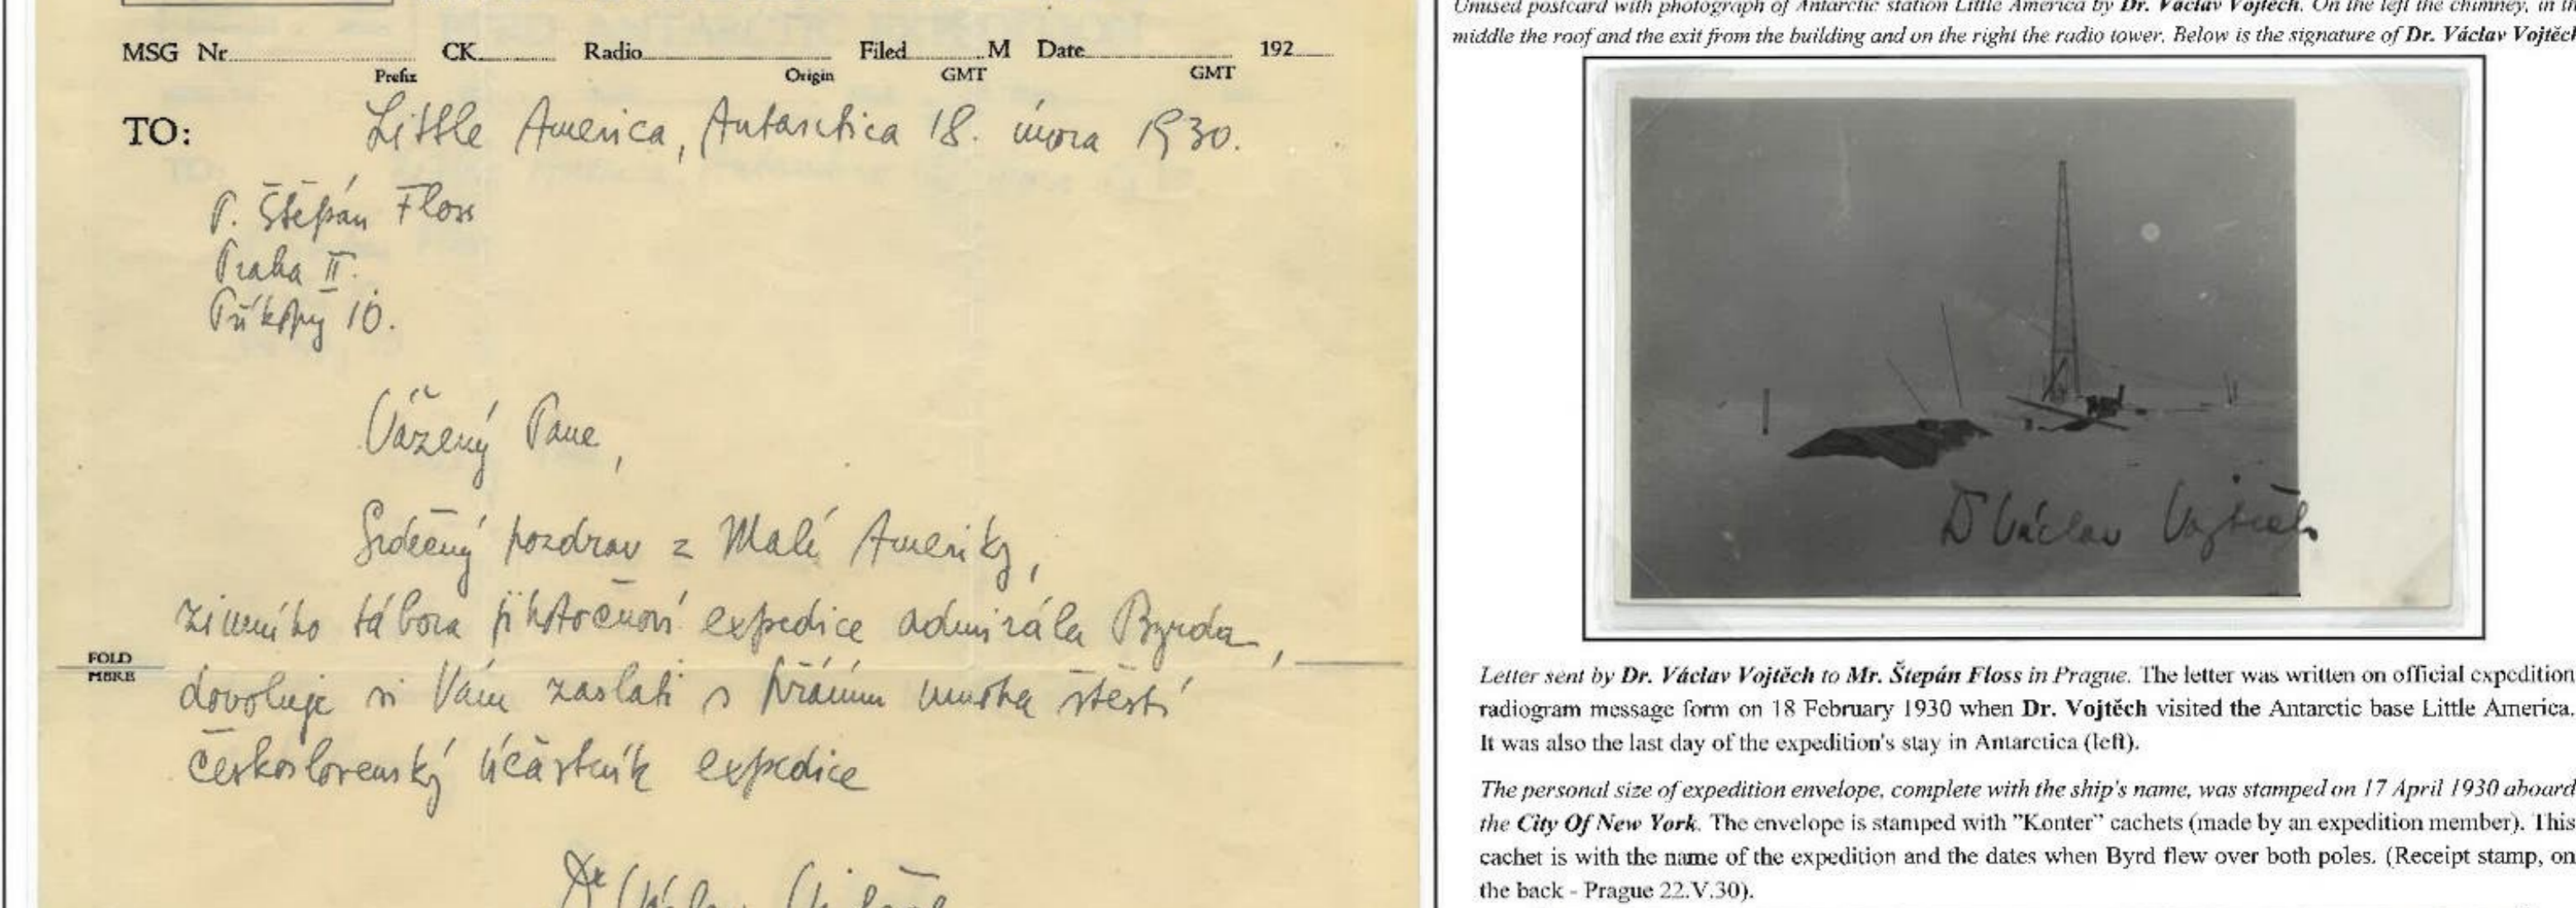 MSG Nr. CK. Radio Filed M Date 192
Prefix Origin GMT GMT
TO: Little America, Antarctica 18. února 1930.
P. Štěpán Floss
Praha II.
Příkopy 10.
Vážený Pane,
Srdečný pozdrav z Malé Ameriky,
zimního tábora jihotočnové expedice admirála Byrda,
FOLD
HERE
dovoluje si Vám zaslati s přáním mnoha štěstí
československý účastník expedice
Dr Václav Vojtěch
Unused postcard with photograph of Antarctic station Little America by Dr. Václav Vojtěch. On the left the chimney, in
middle the roof and the exit from the building and on the right the radio tower. Below is the signature of Dr. Václav Vojtěch
Dr Václav Vojtěch
Letter sent by Dr. Václav Vojtěch to Mr. Štepán Floss in Prague. The letter was written on official expedition
radiogram message form on 18 February 1930 when Dr. Vojtěch visited the Antarctic base Little America.
It was also the last day of the expedition's stay in Antarctica (left).
The personal size of expedition envelope, complete with the ship's name, was stamped on 17 April 1930 aboard
the City Of New York. The envelope is stamped with "Konter" cachets (made by an expedition member). This
cachet is with the name of the expedition and the dates when Byrd flew over both poles. (Receipt stamp, on
the back - Prague 22.V.30).